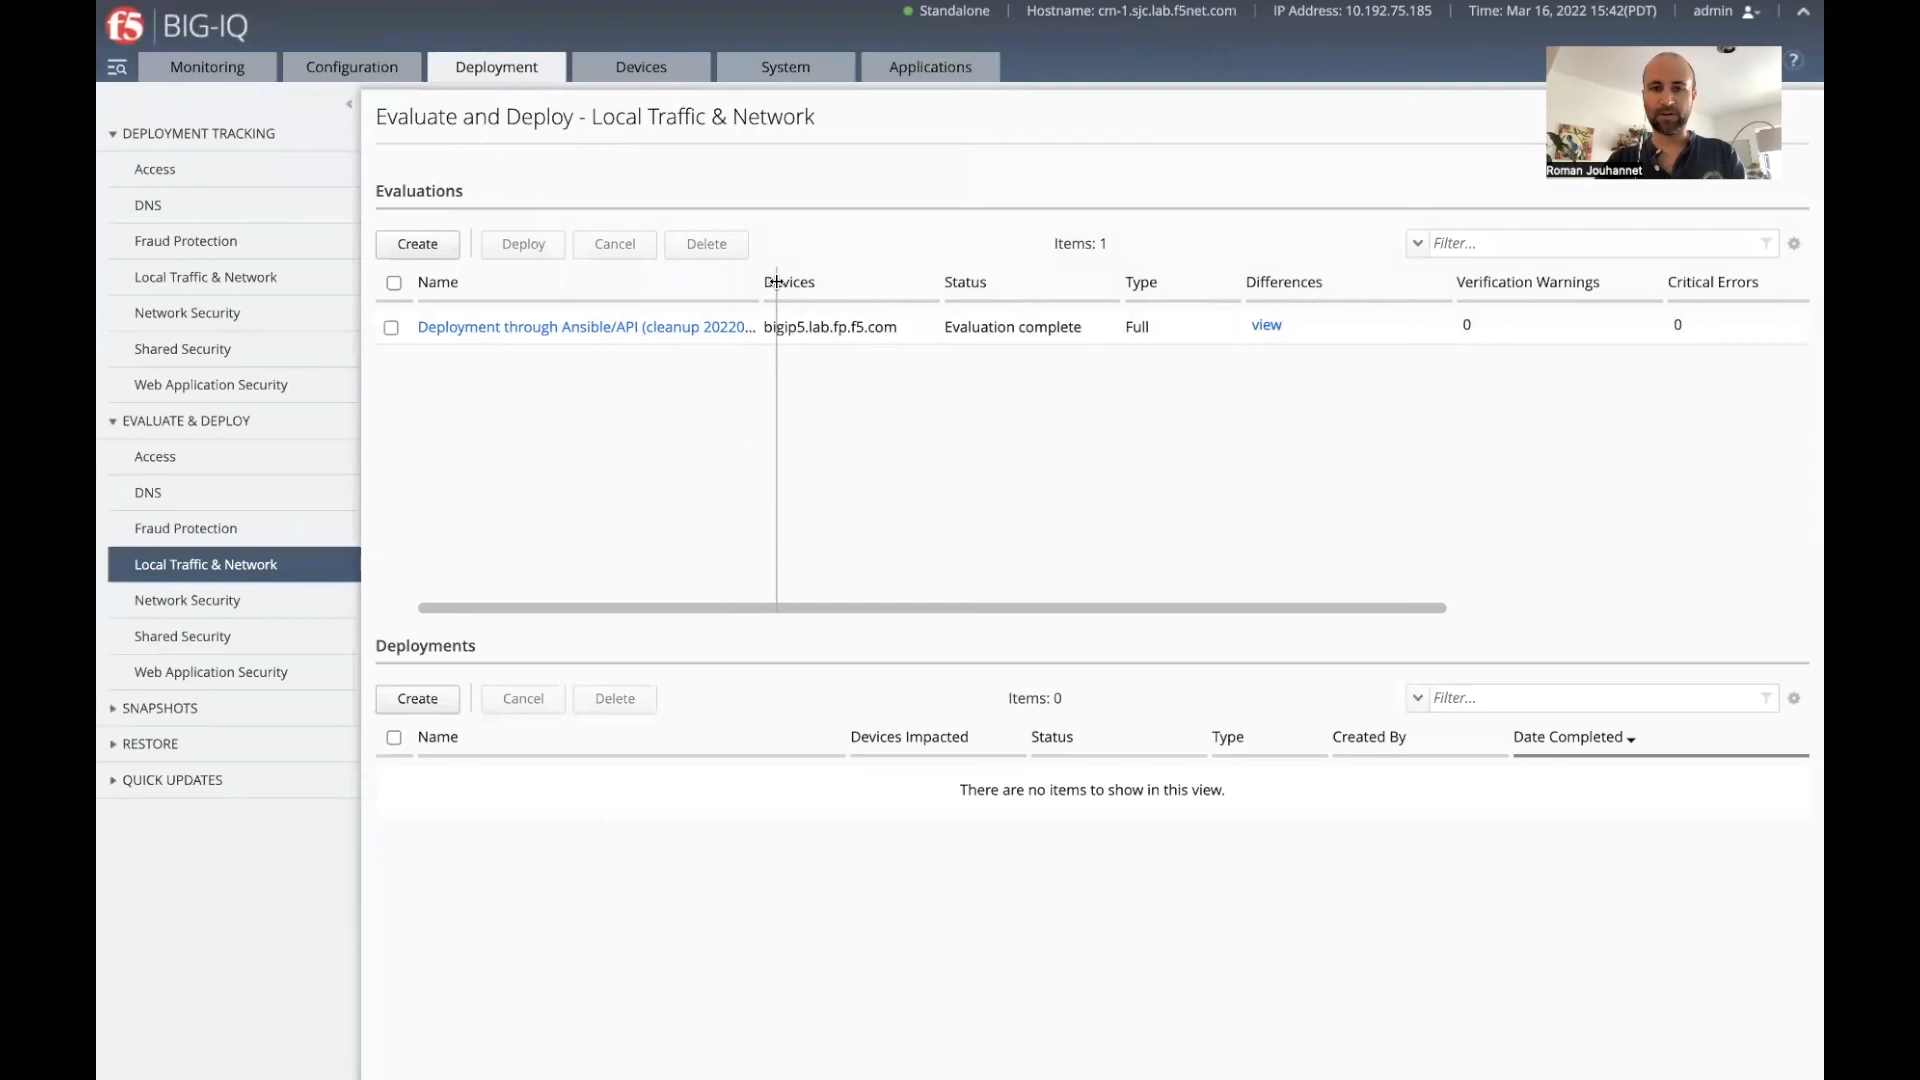 f5 BIG-IQ
Standalone
Hostname: cm-1.sjc.lab.f5net.com
IP Address: 10.192.75.185
Time: Mar 16, 2022 15:42(PDT)
admin
Monitoring
Configuration
Deployment
Devices
System
Applications
?
Roman Jouhannet
DEPLOYMENT TRACKING
Access
DNS
Fraud Protection
Local Traffic & Network
Network Security
Shared Security
Web Application Security
EVALUATE & DEPLOY
Access
DNS
Fraud Protection
Local Traffic & Network
Network Security
Shared Security
Web Application Security
SNAPSHOTS
RESTORE
QUICK UPDATES
Evaluate and Deploy - Local Traffic & Network
Evaluations
Create Deploy Cancel Delete Items: 1 Filter...
Name Devices Status Type Differences Verification Warnings Critical Errors
Deployment through Ansible/API (cleanup 20220... bigip5.lab.fp.f5.com Evaluation complete Full view 0 0
Deployments
Create Cancel Delete Items: 0 Filter...
Name Devices Impacted Status Type Created By Date Completed
There are no items to show in this view.